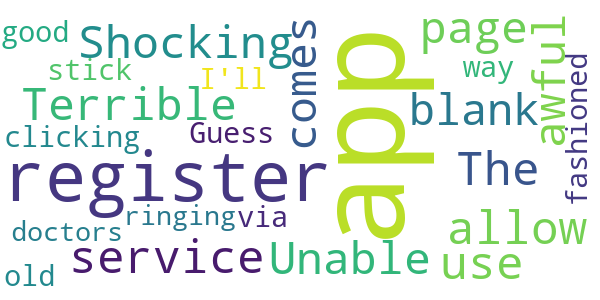 good
Shocking
comes
app
page
awful
stick
I'll
way
fashioned
Terrible
blank
clicking
Guess
register
The
ringing
via
doctors
allow
service
Unable
use
old